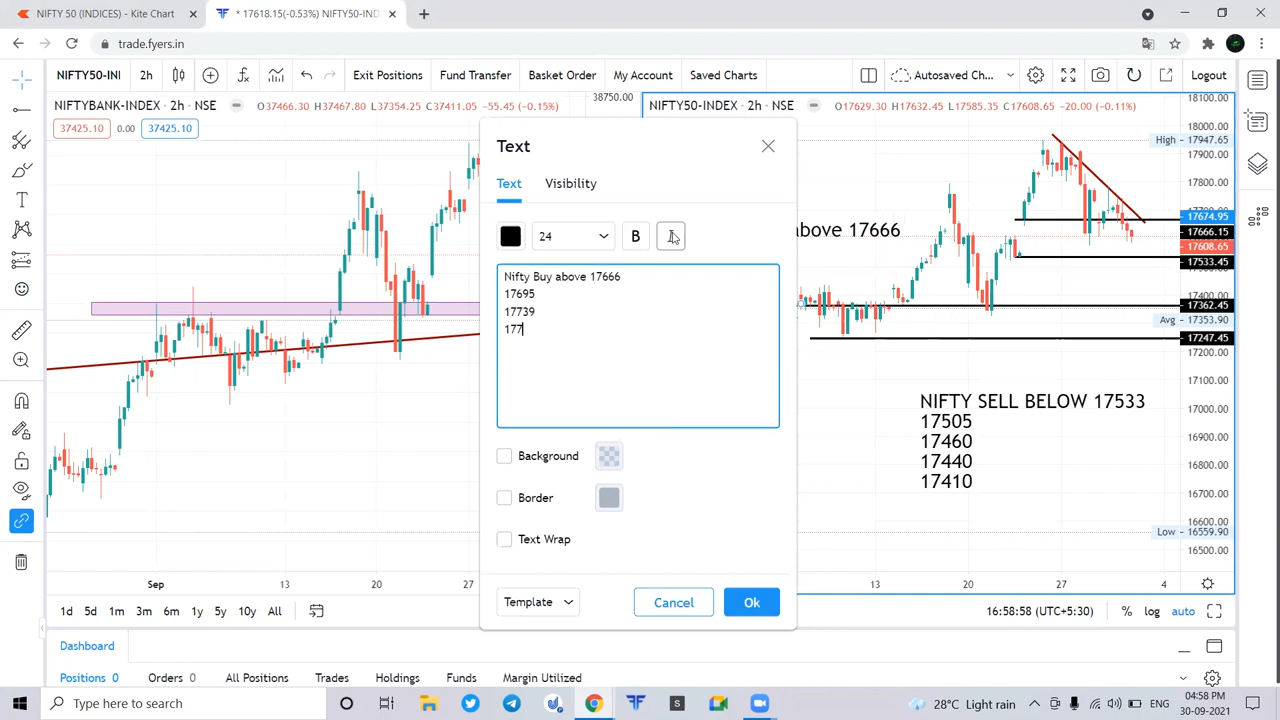 NIFTY 50 (INDICES) - Kite Chart
* 17618.15(-0.53%) NIFTY50-IND
trade.fyers.in
NIFTY50-INI
2h
Exit Positions
Fund Transfer
Basket Order
My Account
Saved Charts
Autosaved Ch...
Logout
NIFTYBANK-INDEX · 2h · NSE
O37466.30 H37467.80 L37354.25 C37411.05 -55.45 (-0.15%)
37425.10
0.00
37425.10
38750.00
NIFTY50-INDEX · 2h · NSE
O17629.30 H17632.45 L17585.35 C17608.65 -20.00 (-0.11%)
18100.00
High - 17947.65
17900.00
17800.00
17674.95
17666.15
17608.65
17533.45
17400.00
17362.45
Avg - 17353.90
17247.45
17200.00
17100.00
17000.00
16900.00
16800.00
16700.00
16600.00
Low - 16559.90
16500.00
above 17666
NIFTY SELL BELOW 17533
17505
17460
17440
17410
Text
Text
Visibility
24
B
I
Nifty Buy above 17666
17695
17739
177
Background
Border
Text Wrap
Template
Cancel
Ok
Sep
13
20
27
13
20
27
4
1d
5d
1m
3m
6m
1y
5y
10y
All
16:58:58 (UTC+5:30)
%
log
auto
Dashboard
Positions 0
Orders 0
All Positions
Trades
Holdings
Funds
Margin Utilized
Type here to search
28°C Light rain
ENG
04:58 PM
30-09-2021